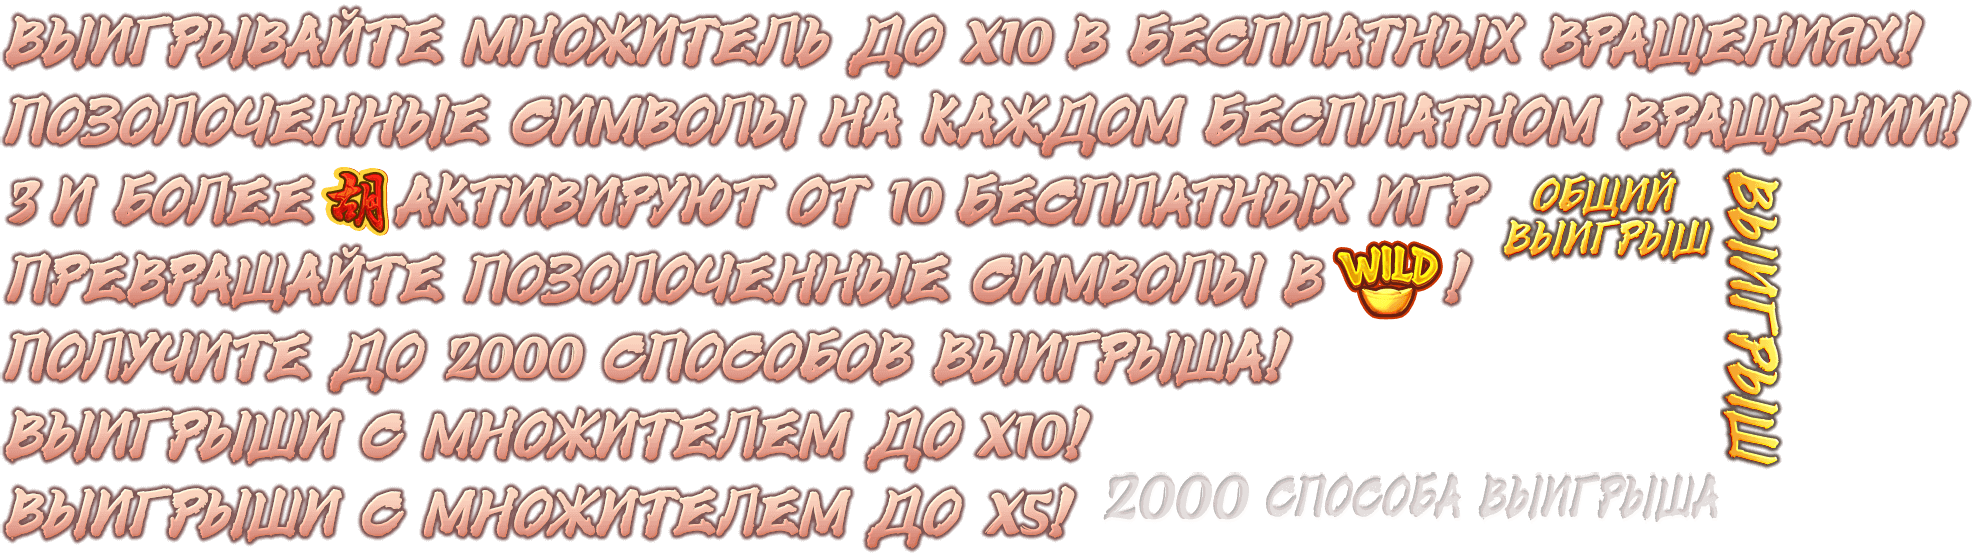 ВЫИГРЫВАЙТЕ МНОЖИТЕЛЬ ДО X10 В БЕСПЛАТНЫХ ВРАЩЕНИЯХ!
ПОЗОЛОЧЕННЫЕ СИМВОЛЫ НА КАЖДОМ БЕСПЛАТНОМ ВРАЩЕНИИ!
3 И БОЛЕЕ 胡 АКТИВИРУЮТ ОТ 10 БЕСПЛАТНЫХ ИГР
ОБЩИЙ
ВЫИГРЫШ
ВЫИГРЫШ
ПРЕВРАЩАЙТЕ ПОЗОЛОЧЕННЫЕ СИМВОЛЫ В WILD !
ПОЛУЧИТЕ ДО 2000 СПОСОБОВ ВЫИГРЫША!
ВЫИГРЫШИ С МНОЖИТЕЛЕМ ДО X10!
ВЫИГРЫШИ С МНОЖИТЕЛЕМ ДО X5!
2000 СПОСОБА ВЫИГРЫША